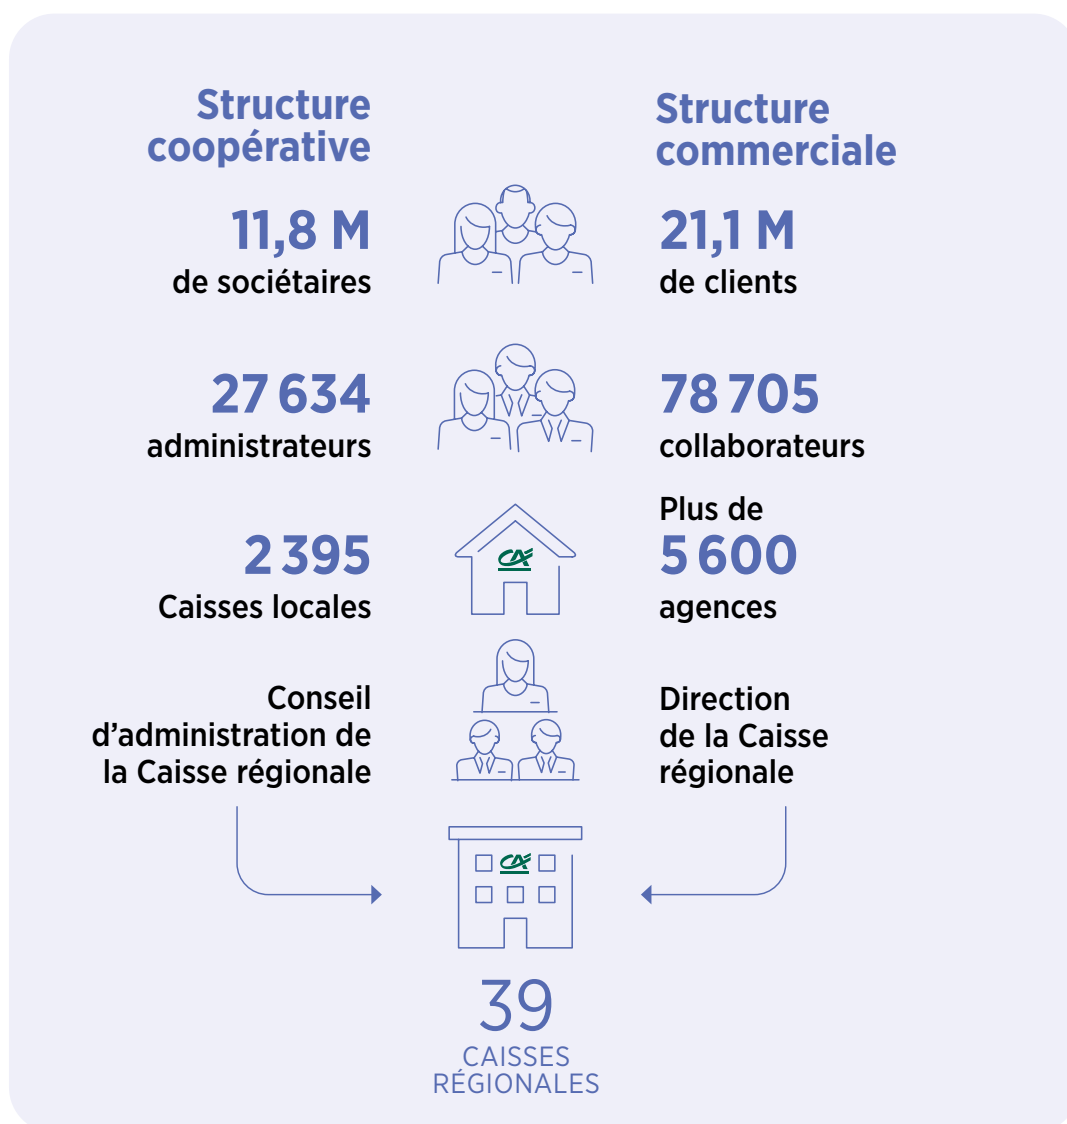 Structure
coopérative
Structure
commerciale
11,8 M
de sociétaires
21,1 M
de clients
27 634
administrateurs
78 705
collaborateurs
2 395
Caisses locales
Plus de
5 600
agences
CA
Conseil
d’administration de
la Caisse régionale
Direction
de la Caisse
régionale
CA
39
CAISSES
RÉGIONALES